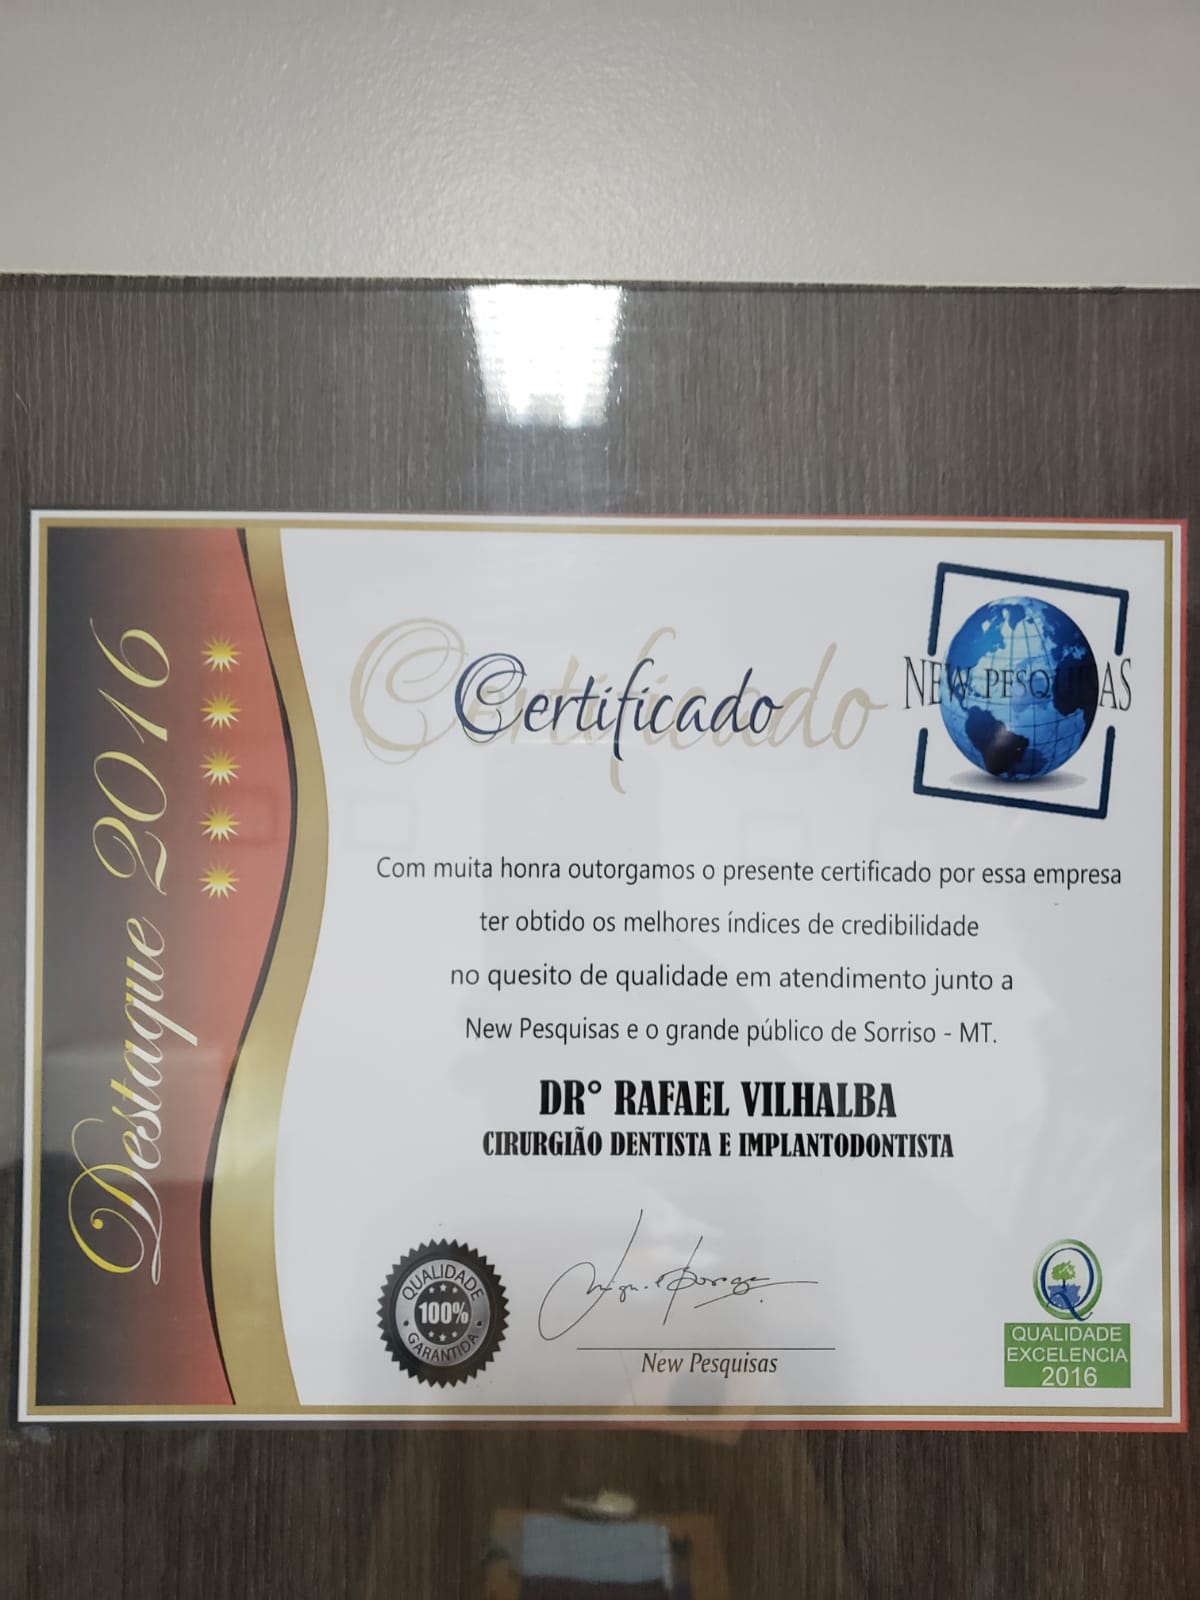 Destaque 2016
Certificado
NEW PESQUISAS
Com muita honra outorgamos o presente certificado por essa empresa
ter obtido os melhores índices de credibilidade
no quesito de qualidade em atendimento junto a
New Pesquisas e o grande público de Sorriso - MT.
DR° RAFAEL VILHALBA
CIRURGIÃO DENTISTA E IMPLANTODONTISTA
QUALIDADE
100%
GARANTIDA
New Pesquisas
QUALIDADE
EXCELENCIA
2016